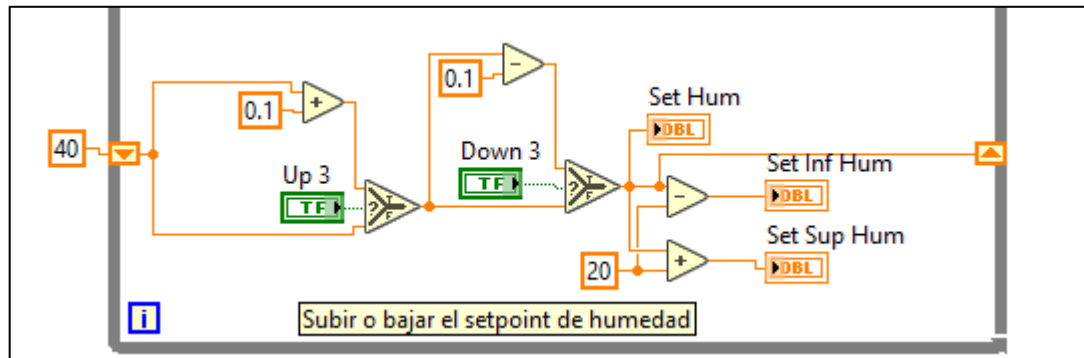 0.1
Set Hum
+
0.1
DBL
40
Down 3
Set Inf Hum
Up 3
TF
DBL
TF
Set Sup Hum
20
DBL
i
Subir o bajar el setpoint de humedad